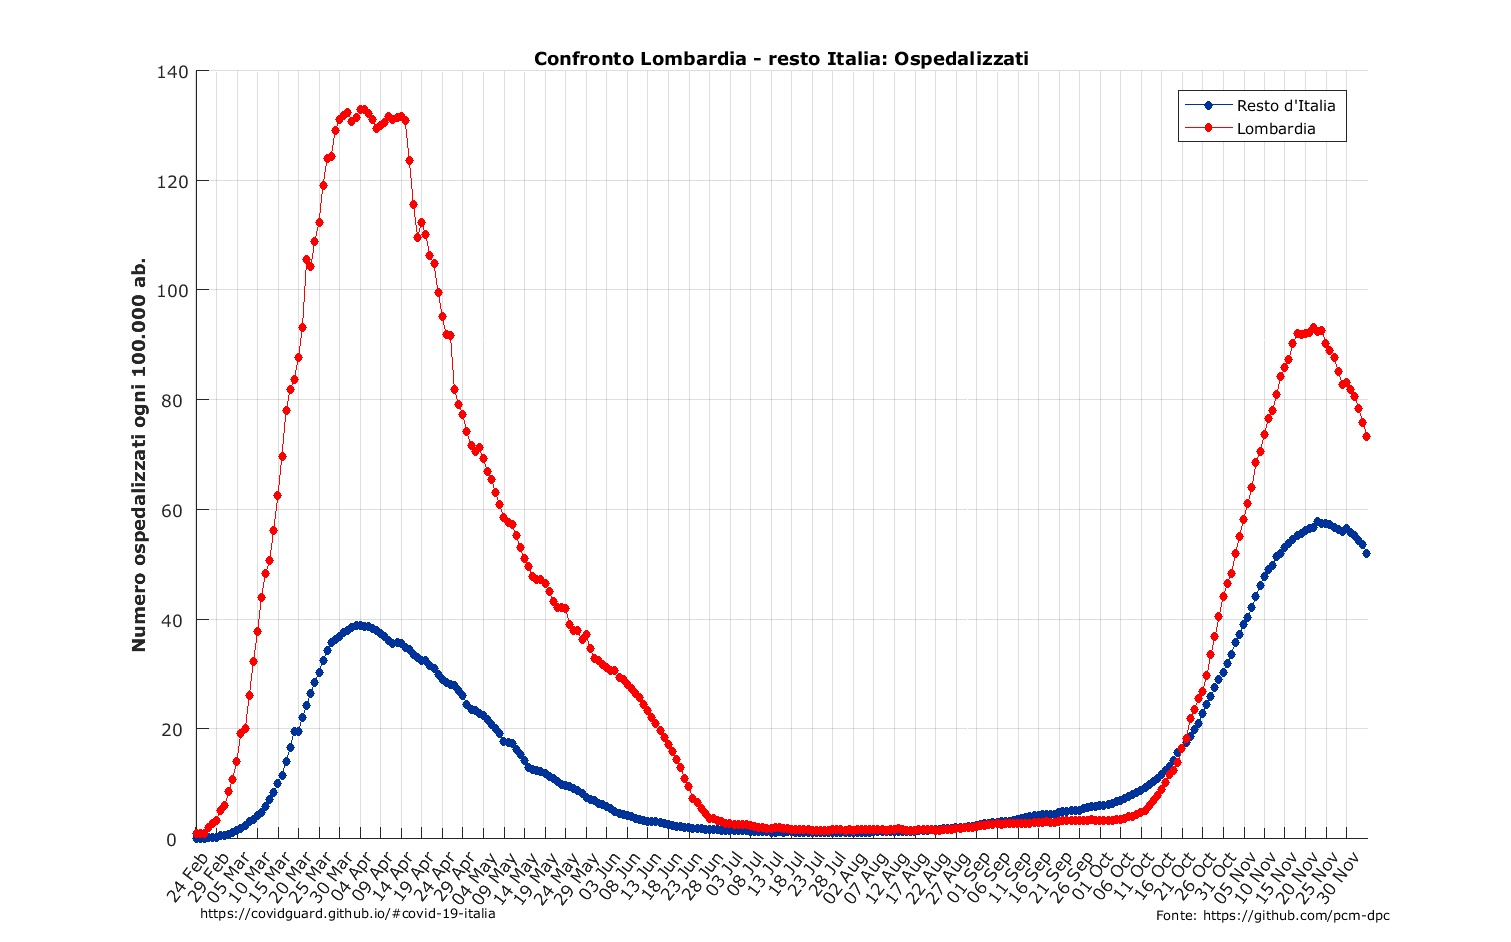 Confronto Lombardia - resto Italia: Ospedalizzati
Numero ospedalizzati ogni 100.000 ab.
140
120
100
80
60
40
20
0
Resto d'Italia
Lombardia
24 Feb
29 Feb
05 Mar
10 Mar
15 Mar
20 Mar
25 Mar
30 Mar
04 Apr
09 Apr
14 Apr
19 Apr
24 Apr
29 Apr
04 May
09 May
14 May
19 May
24 May
29 May
03 Jun
08 Jun
13 Jun
18 Jun
23 Jun
28 Jun
03 Jul
08 Jul
13 Jul
18 Jul
23 Jul
28 Jul
02 Aug
07 Aug
12 Aug
17 Aug
22 Aug
27 Aug
01 Sep
06 Sep
11 Sep
16 Sep
21 Sep
26 Sep
01 Oct
06 Oct
11 Oct
16 Oct
21 Oct
26 Oct
31 Oct
05 Nov
10 Nov
15 Nov
20 Nov
25 Nov
30 Nov
https://covidguard.github.io/#covid-19-italia
Fonte: https://github.com/pcm-dpc